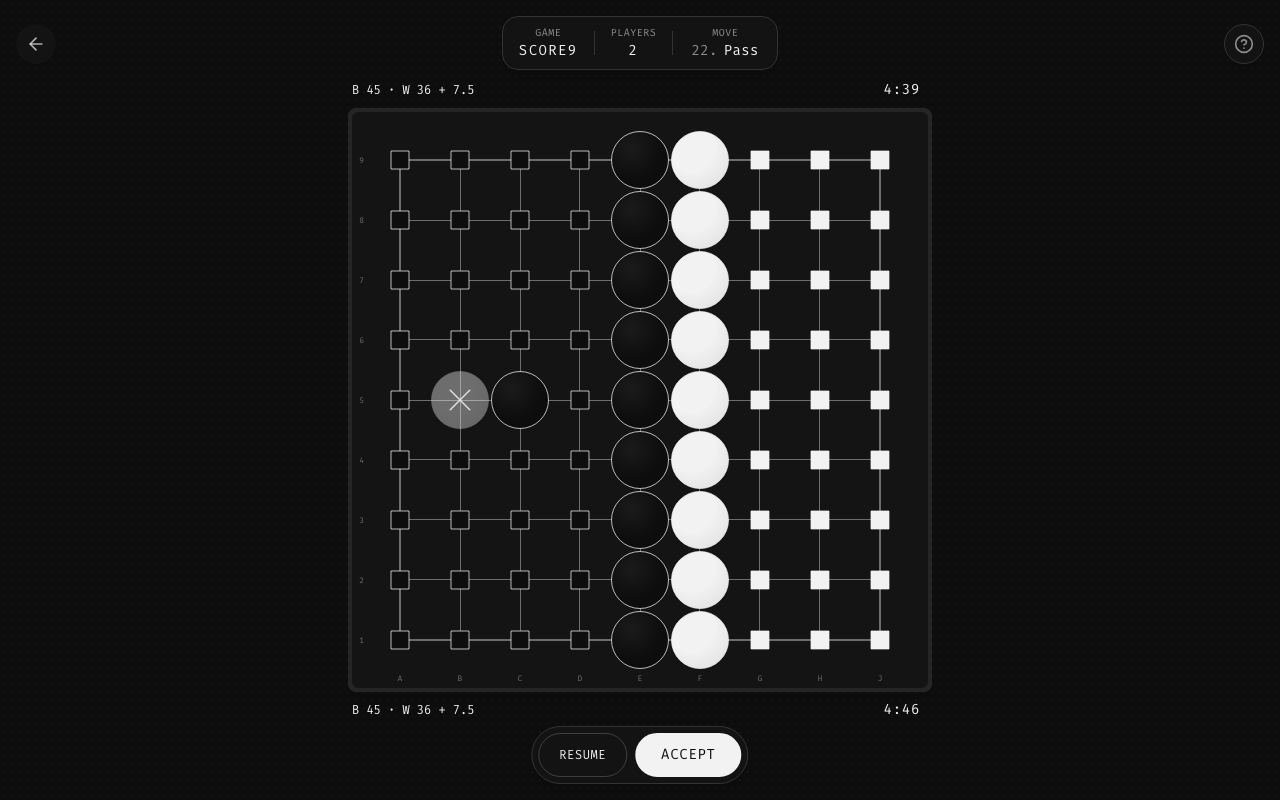 GAME PLAYERS MOVE
SCORE9 2 22. Pass
B 45 · W 36 + 7.5 4:39
9
8
7
6
5
4
3
2
1
A B C D E F G H J
B 45 · W 36 + 7.5 4:46
RESUME ACCEPT